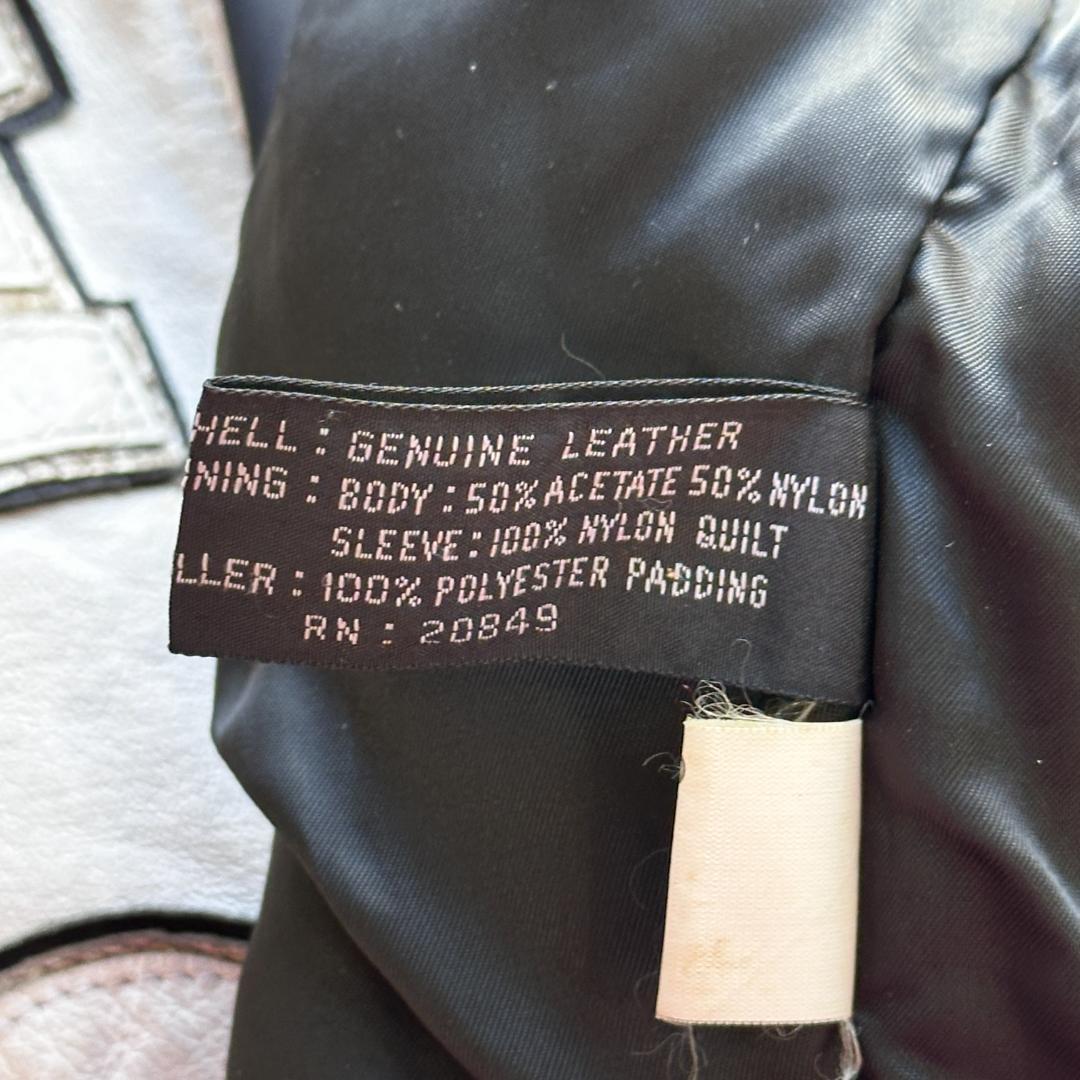 HELL : GENUINE LEATHER
NING : BODY : 50% ACETATE 50% NYLON
SLEEVE : 100% NYLON QUILT
LLER : 100% POLYESTER PADDING
RN : 20849